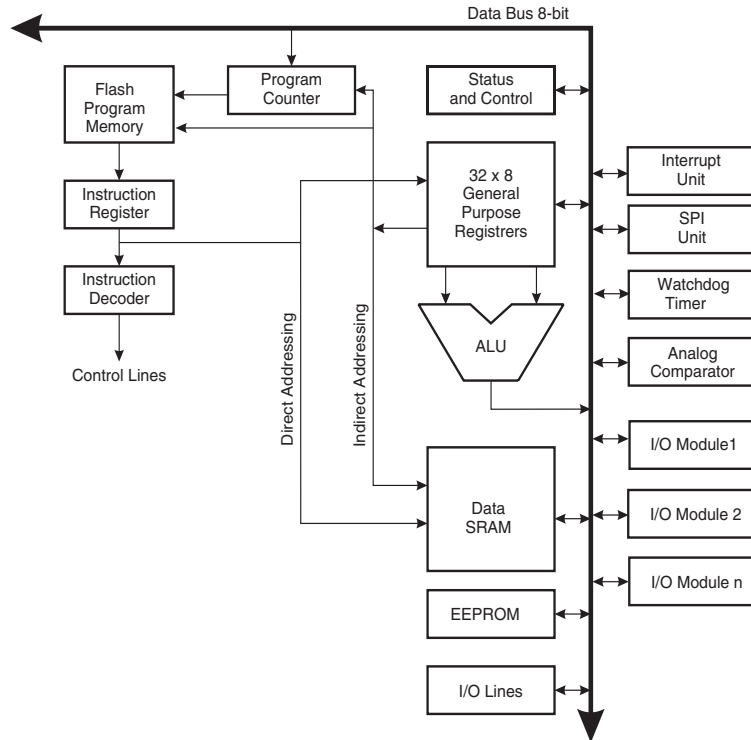 Data Bus 8-bit
Flash
Program
Memory
Program
Counter
Status
and Control
Instruction
Register
32 x 8
General
Purpose
Registrers
Interrupt
Unit
SPI
Unit
Instruction
Decoder
Watchdog
Timer
ALU
Analog
Comparator
Control Lines
Direct Addressing
Indirect Addressing
I/O Module1
Data
SRAM
I/O Module 2
I/O Module n
EEPROM
I/O Lines